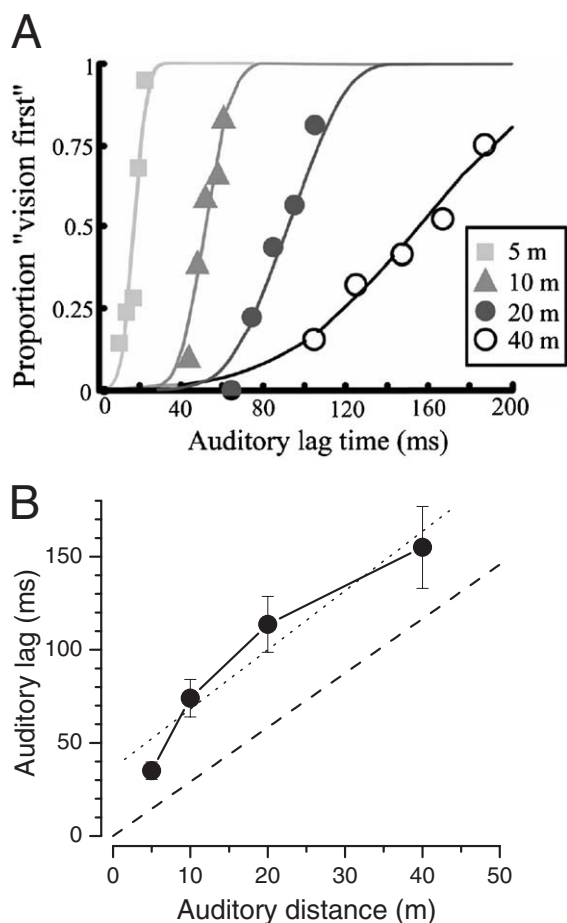 A
Proportion "vision first"
1
0.75
0.5
0.25
0
0 40 80 120 160 200
Auditory lag time (ms)
5 m
10 m
20 m
40 m
B
Auditory lag (ms)
150
100
50
0
0 10 20 30 40 50
Auditory distance (m)